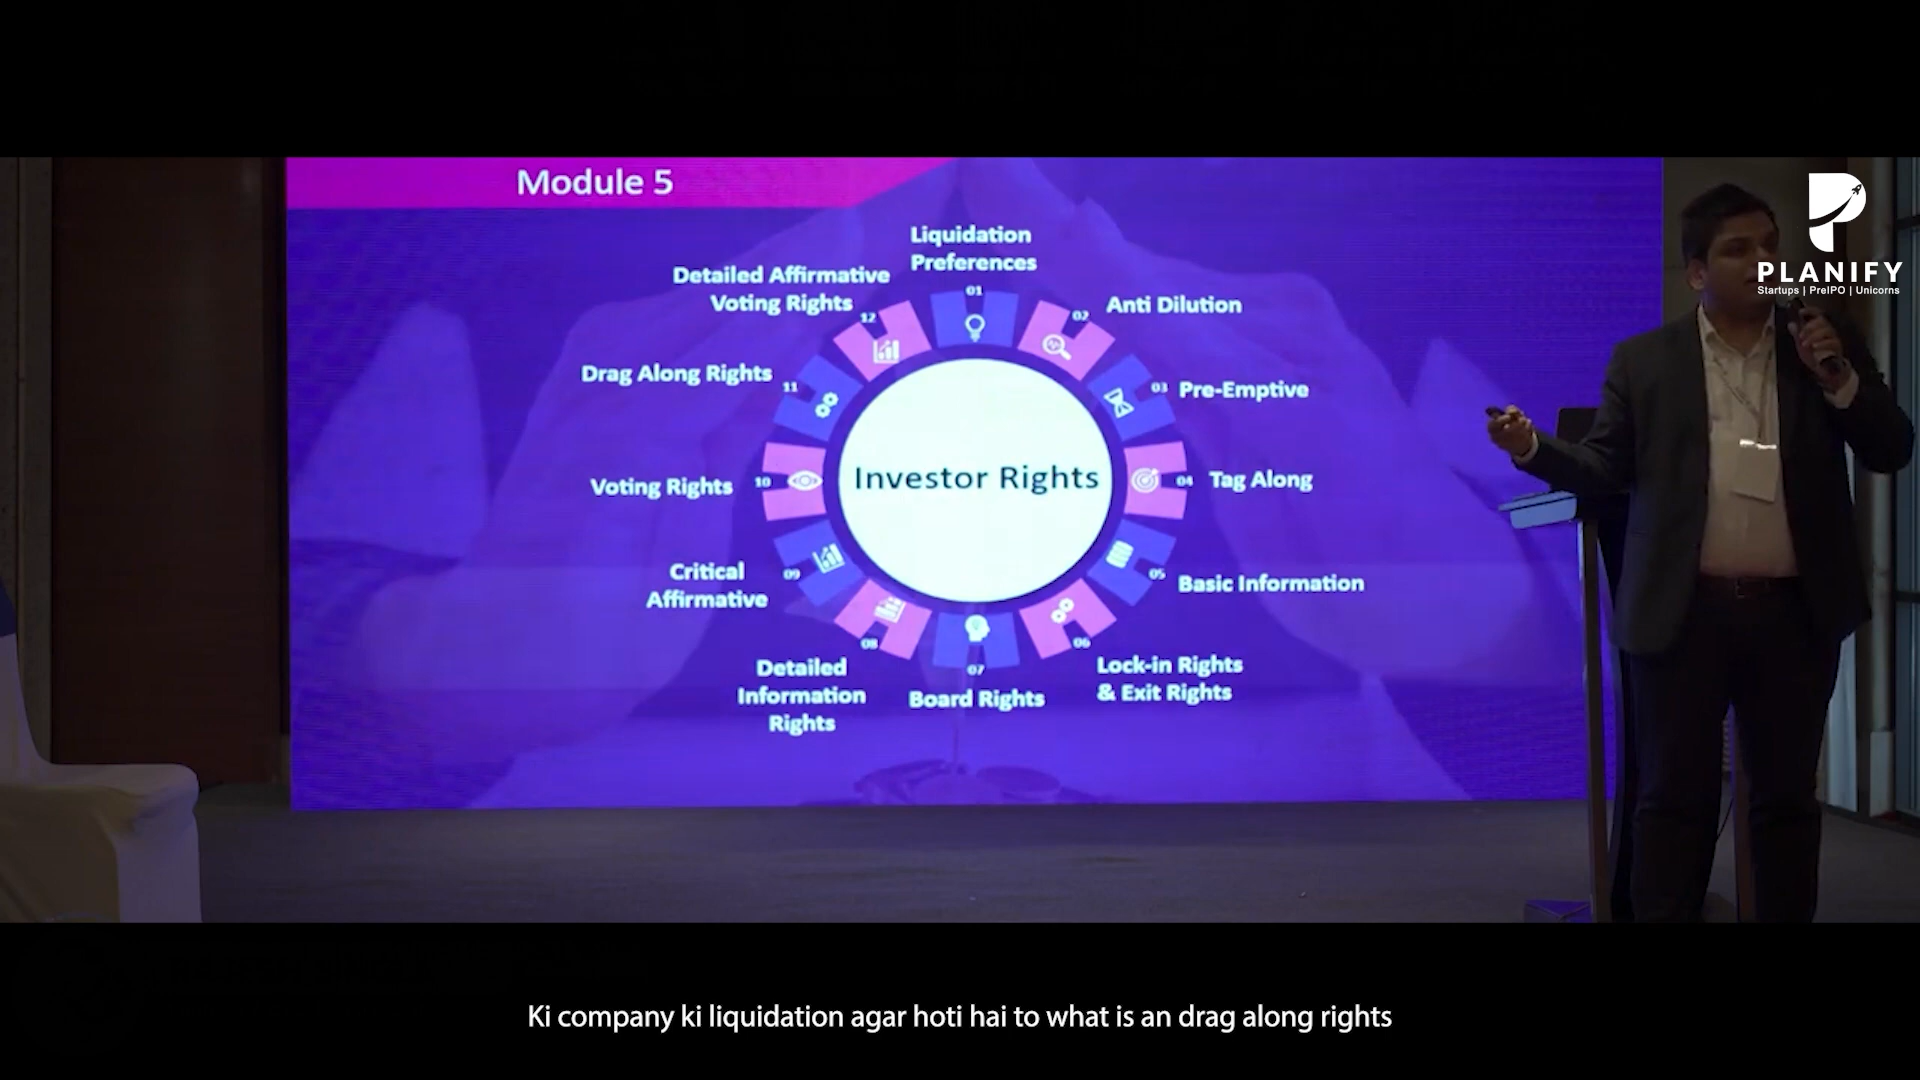 Module 5
PLANIFY
Startups | PreIPO | Unicorns
Liquidation
Preferences
01
Anti Dilution
02
Pre-Emptive
03
Tag Along
04
Basic Information
05
Lock-in Rights
& Exit Rights
06
Board Rights
07
Detailed
Information
Rights
08
Critical
Affirmative
09
Voting Rights
10
Drag Along Rights
11
Detailed Affirmative
Voting Rights
12
Investor Rights
Ki company ki liquidation agar hoti hai to what is an drag along rights